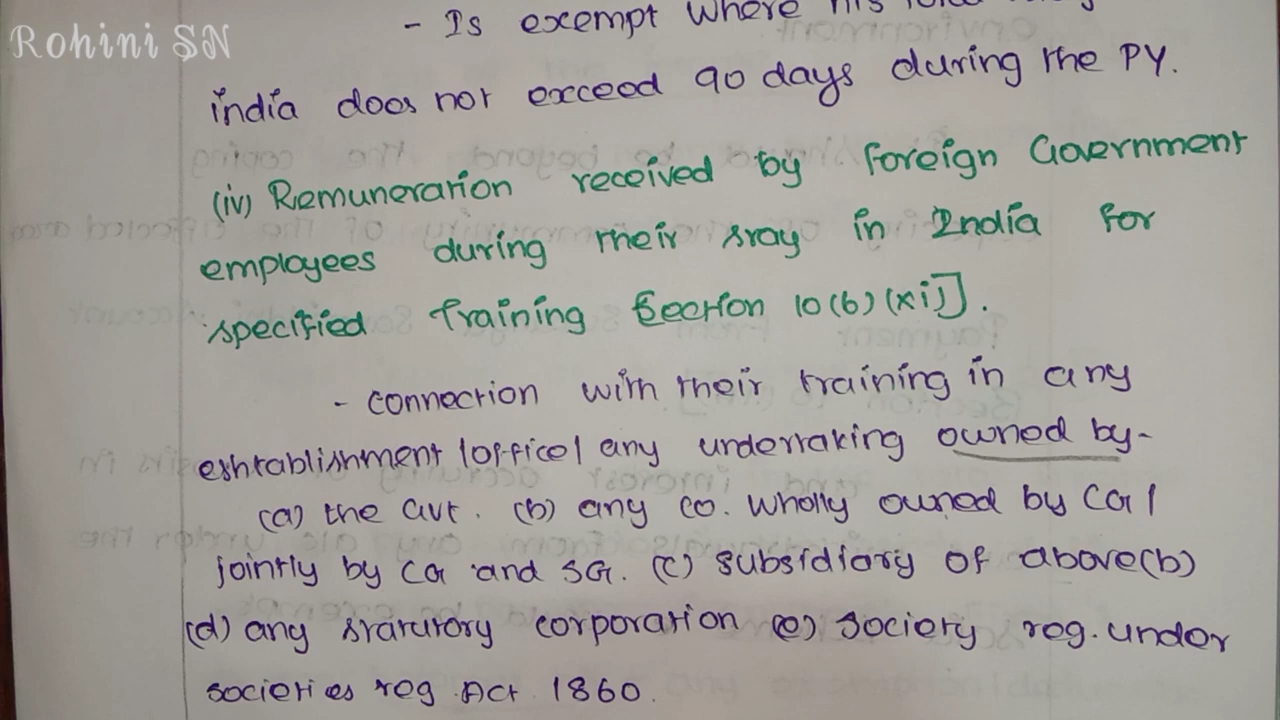 Rohini SN
- Is exempt where his
india does not exceed 90 days during the PY.
(iv) Remuneration received by Foreign Government
employees during their stay in India for
specified Training Section 10(6)(xi)].
- connection with their training in any
eshtablishment /office/ any undertaking owned by-
(a) the Gvt. (b) any co. wholly owned by CG /
jointly by CG and SG. (c) subsidiary of above(b)
(d) any statutory corporation (e) society reg. under
societies reg Act 1860.